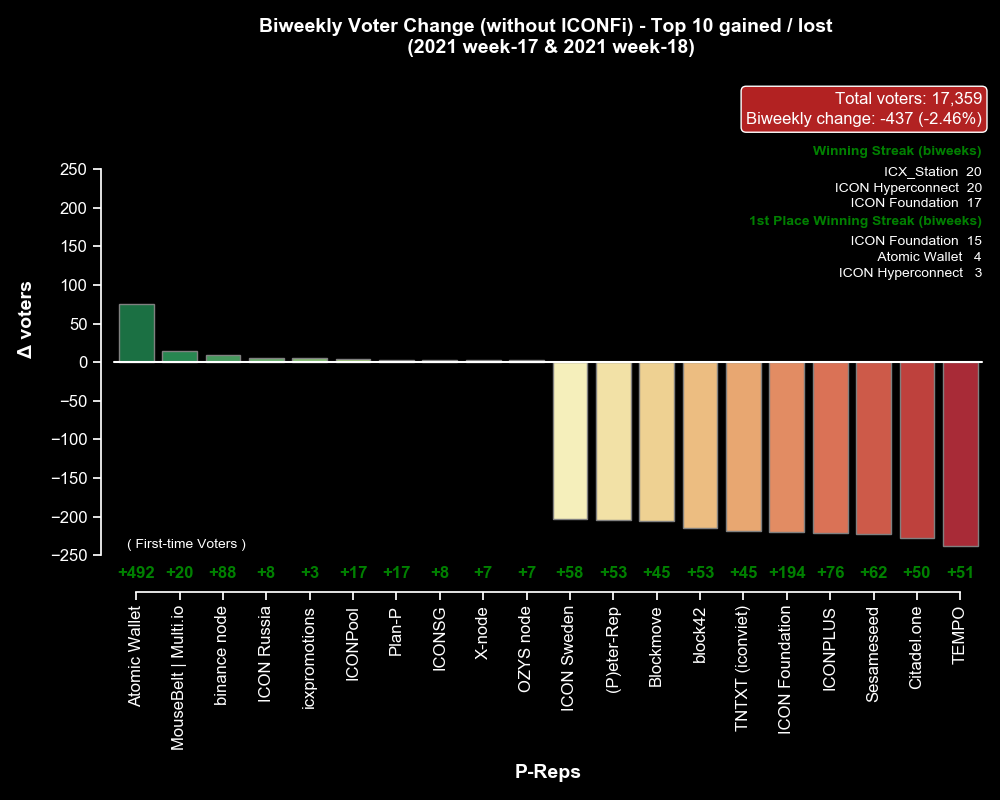 Biweekly Voter Change (without ICONFi) - Top 10 gained / lost
(2021 week-17 & 2021 week-18)
Total voters: 17,359
Biweekly change: -437 (-2.46%)
Winning Streak (biweeks)
ICX_Station 20
ICON Hyperconnect 20
ICON Foundation 17
1st Place Winning Streak (biweeks)
ICON Foundation 15
Atomic Wallet 4
ICON Hyperconnect 3
Δ voters
250
200
150
100
50
0
−50
−100
−150
−200
−250
( First-time Voters )
+492 +20 +88 +8 +3 +17 +17 +8 +7 +7 +58 +53 +45 +53 +45 +194 +76 +62 +50 +51
Atomic Wallet
MouseBelt | Multi.io
binance node
ICON Russia
icxpromotions
ICONPool
Plan-P
ICONSG
X-node
OZYS node
ICON Sweden
(P)eter-Rep
Blockmove
block42
TNTXT (iconviet)
ICON Foundation
ICONPLUS
Sesameseed
Citadel.one
TEMPO
P-Reps